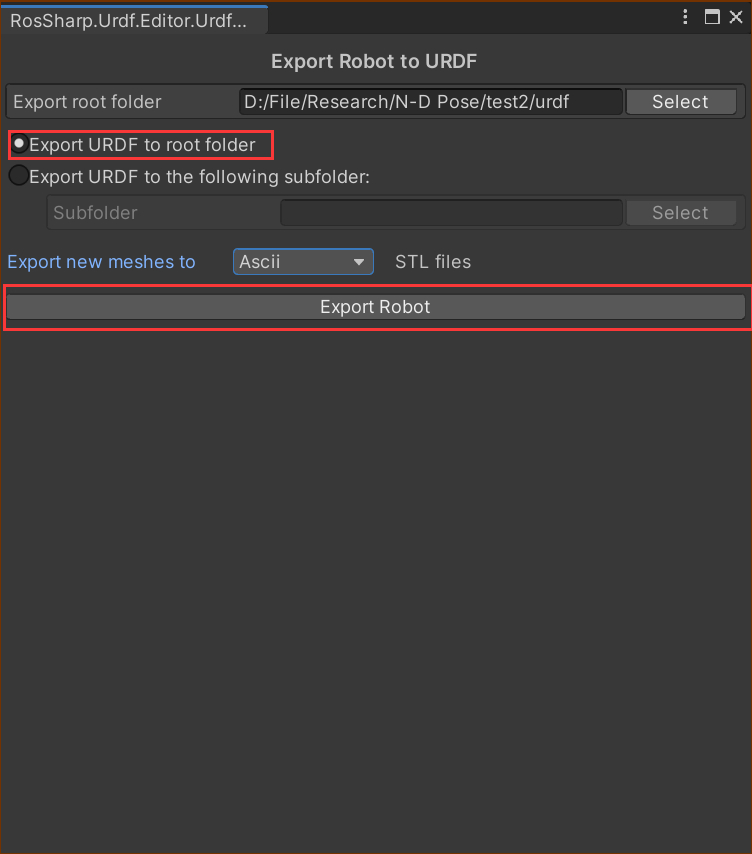 RosSharp.Urdf.Editor.Urdf...
Export Robot to URDF
Export root folder D:/File/Research/N-D Pose/test2/urdf Select
Export URDF to root folder
Export URDF to the following subfolder:
Subfolder Select
Export new meshes to Ascii STL files
Export Robot